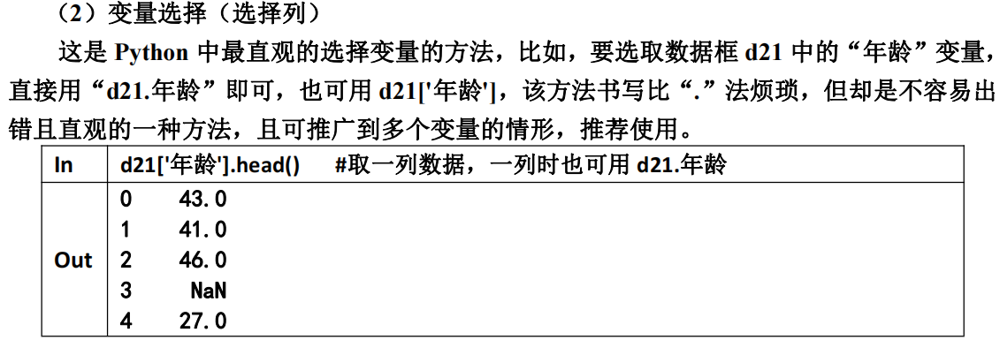 （2）变量选择（选择列）
这是 Python 中最直观的选择变量的方法，比如，要选取数据框 d21 中的“年龄”变量，
直接用“d21.年龄”即可，也可用 d21['年龄']，该方法书写比“.”法烦琐，但却是不容易出
错且直观的一种方法，且可推广到多个变量的情形，推荐使用。
In d21['年龄'].head() #取一列数据，一列时也可用 d21.年龄
0 43.0
1 41.0
Out 2 46.0
3 NaN
4 27.0